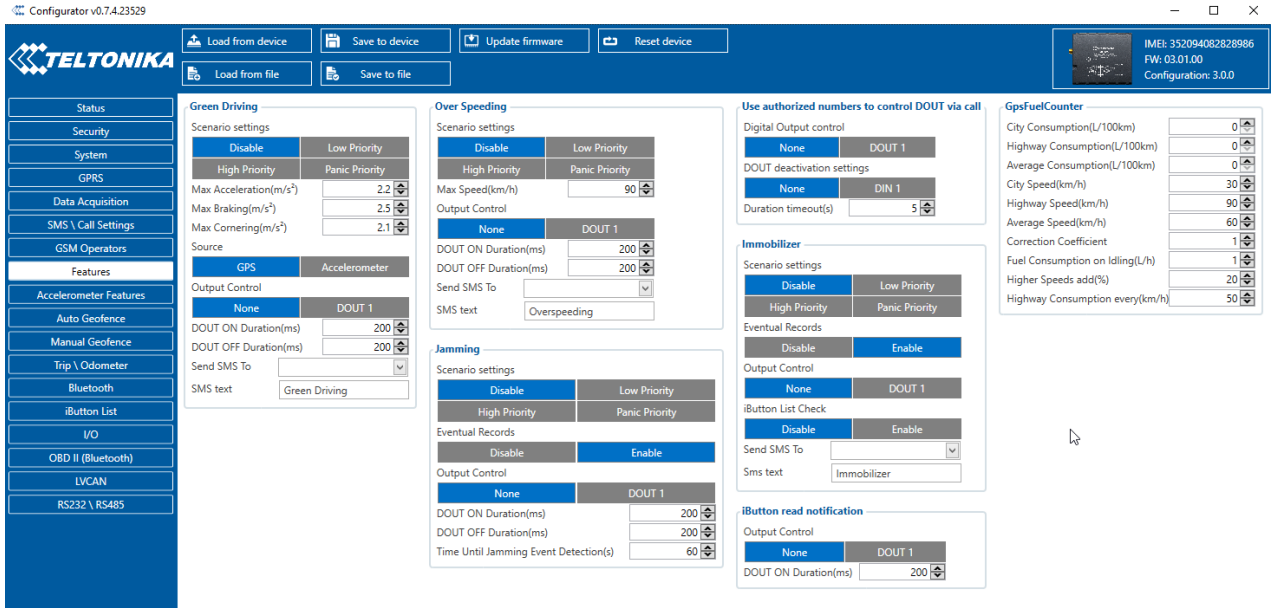 Configurator v0.7.4.23529
TELTONIKA
Load from device
Save to device
Update firmware
Reset device
Load from file
Save to file
IMEI: 352094082828986
FW: 03.01.00
Configuration: 3.0.0
Status
Security
System
GPRS
Data Acquisition
SMS \ Call Settings
GSM Operators
Features
Accelerometer Features
Auto Geofence
Manual Geofence
Trip \ Odometer
Bluetooth
iButton List
I/O
OBD II (Bluetooth)
LVCAN
RS232 \ RS485
Green Driving
Scenario settings
Disable Low Priority
High Priority Panic Priority
Max Acceleration(m/s²) 2.2
Max Braking(m/s²) 2.5
Max Cornering(m/s²) 2.1
Source
GPS Accelerometer
Output Control
None DOUT 1
DOUT ON Duration(ms) 200
DOUT OFF Duration(ms) 200
Send SMS To
SMS text Green Driving
Over Speeding
Scenario settings
Disable Low Priority
High Priority Panic Priority
Max Speed(km/h) 90
Output Control
None DOUT 1
DOUT ON Duration(ms) 200
DOUT OFF Duration(ms) 200
Send SMS To
SMS text Overspeeding
Jamming
Scenario settings
Disable Low Priority
High Priority Panic Priority
Eventual Records
Disable Enable
Output Control
None DOUT 1
DOUT ON Duration(ms) 200
DOUT OFF Duration(ms) 200
Time Until Jamming Event Detection(s) 60
Use authorized numbers to control DOUT via call
Digital Output control
None DOUT 1
DOUT deactivation settings
None DIN 1
Duration timeout(s) 5
Immobilizer
Scenario settings
Disable Low Priority
High Priority Panic Priority
Eventual Records
Disable Enable
Output Control
None DOUT 1
iButton List Check
Disable Enable
Send SMS To
Sms text Immobilizer
iButton read notification
Output Control
None DOUT 1
DOUT ON Duration(ms) 200
GpsFuelCounter
City Consumption(L/100km) 0
Highway Consumption(L/100km) 0
Average Consumption(L/100km) 0
City Speed(km/h) 30
Highway Speed(km/h) 90
Average Speed(km/h) 60
Correction Coefficient 1
Fuel Consumption on Idling(L/h) 1
Higher Speeds add(%) 20
Highway Consumption every(km/h) 50